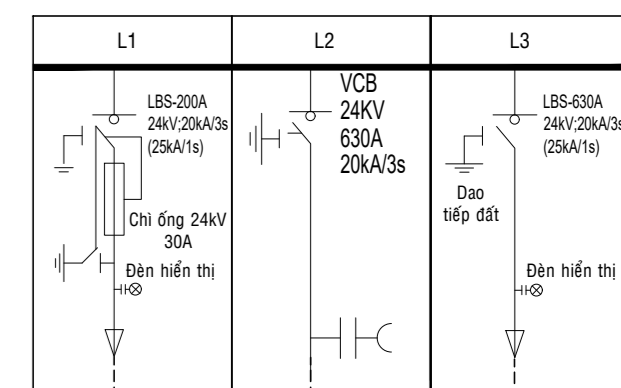 L1
L2
L3
LBS-200A
24kV;20kA/3s
(25kA/1s)
Chì ống 24kV
30A
Đèn hiển thị
VCB
24KV
630A
20kA/3s
LBS-630A
24kV;20kA/3s
(25kA/1s)
Dao
tiếp đất
Đèn hiển thị